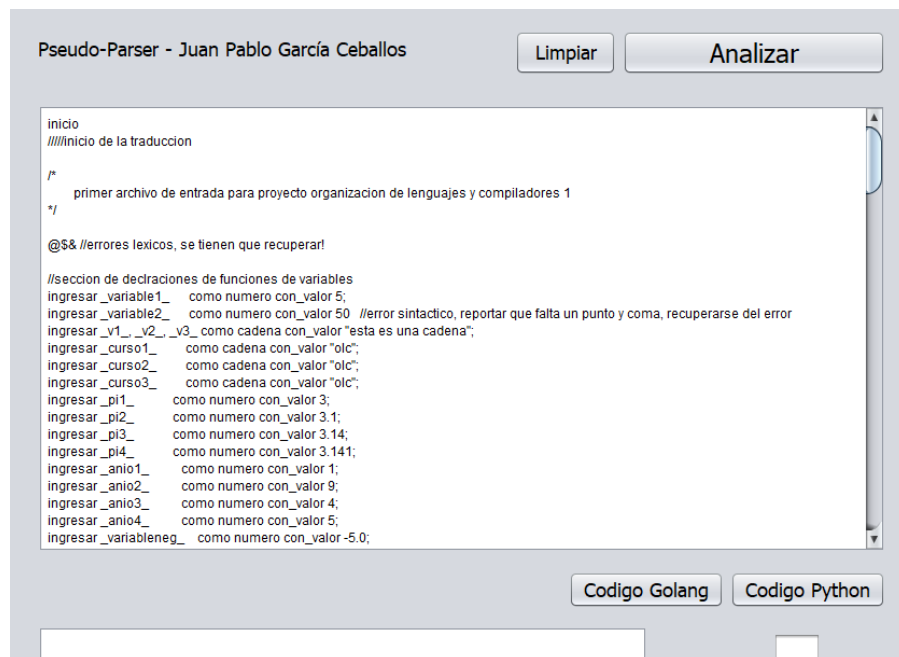 Pseudo-Parser - Juan Pablo García Ceballos
Limpiar
Analizar
inicio
/////inicio de la traduccion
/*
primer archivo de entrada para proyecto organizacion de lenguajes y compiladores 1
*/
@$& //errores lexicos, se tienen que recuperar!
//seccion de declraciones de funciones de variables
ingresar _variable1_ como numero con_valor 5;
ingresar _variable2_ como numero con_valor 50 //error sintactico, reportar que falta un punto y coma, recuperarse del error
ingresar _v1_, _v2_, _v3_ como cadena con_valor "esta es una cadena";
ingresar _curso1_ como cadena con_valor "olc";
ingresar _curso2_ como cadena con_valor "olc";
ingresar _curso3_ como cadena con_valor "olc";
ingresar _pi1_ como numero con_valor 3;
ingresar _pi2_ como numero con_valor 3.1;
ingresar _pi3_ como numero con_valor 3.14;
ingresar _pi4_ como numero con_valor 3.141;
ingresar _anio1_ como numero con_valor 1;
ingresar _anio2_ como numero con_valor 9;
ingresar _anio3_ como numero con_valor 4;
ingresar _anio4_ como numero con_valor 5;
ingresar _variableneg_ como numero con_valor -5.0;
Codigo Golang
Codigo Python